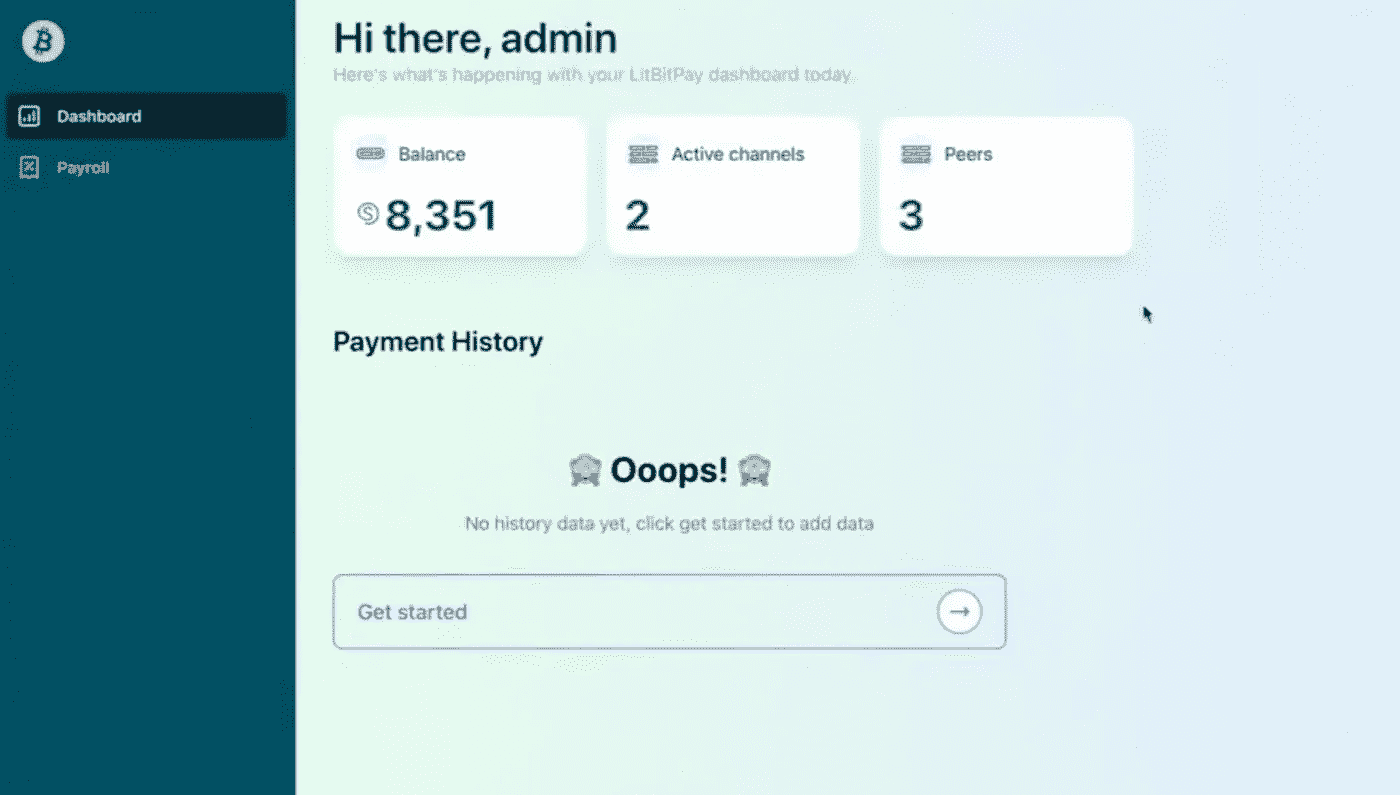 Dashboard
Payroll
Hi there, admin
Here's what's happening with your LitBitPay dashboard today.
Balance
8,351
Active channels
2
Peers
3
Payment History
Ooops!
No history data yet, click get started to add data
Get started